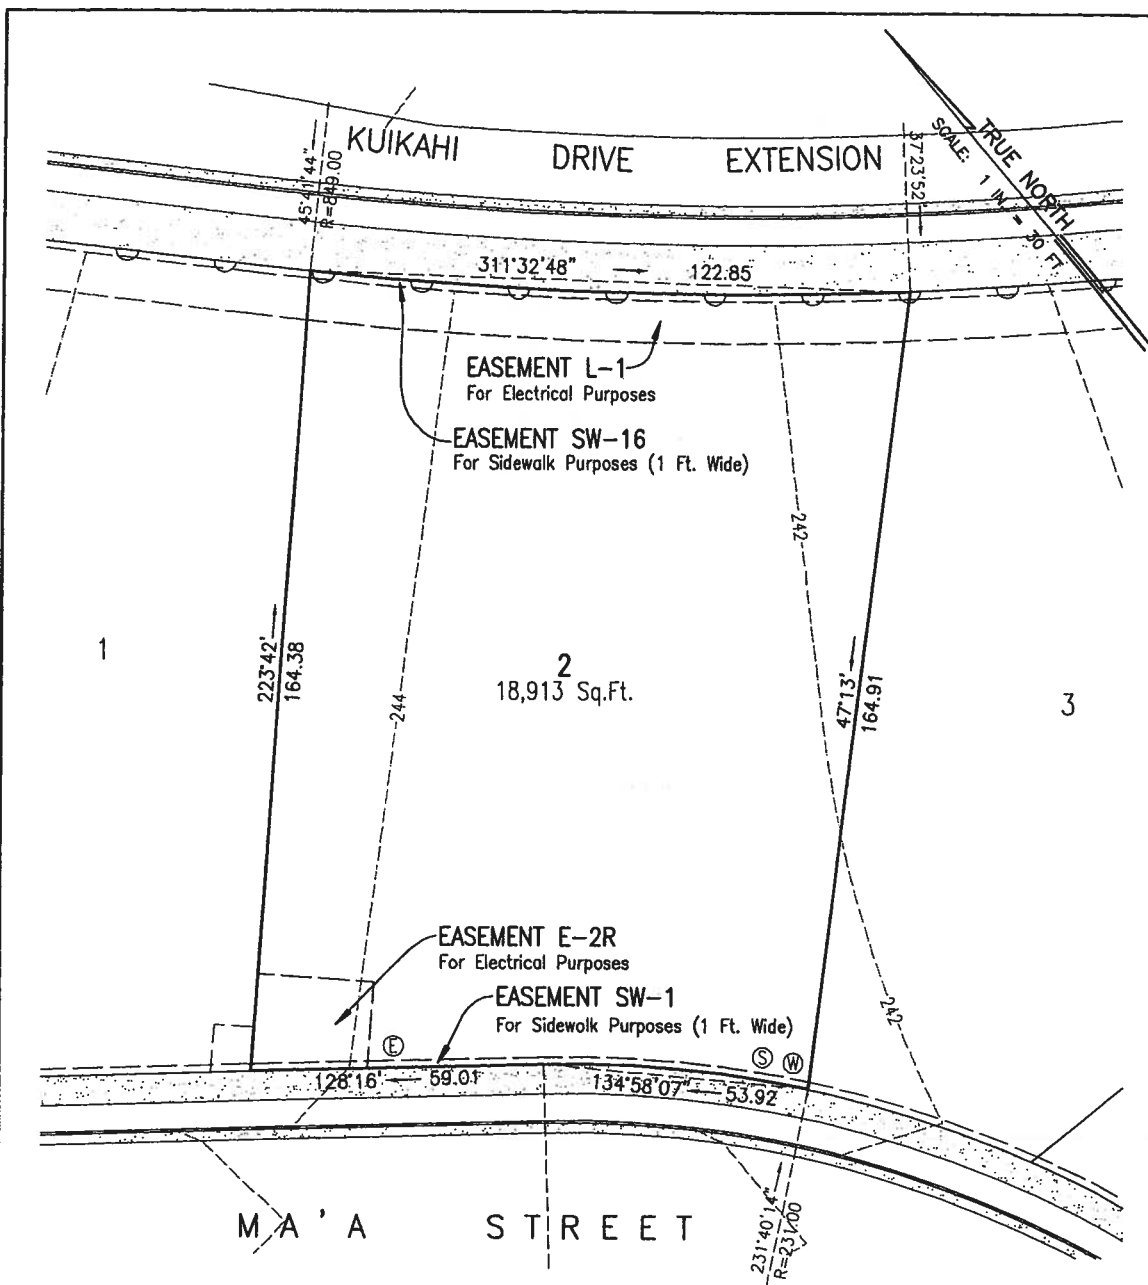 KUIKAHI DRIVE EXTENSION
45°41'44"
R=849.00
37°23'52"
TRUE NORTH
SCALE: 1 IN = 30 FT
311°32'48" 122.85
EASEMENT L-1
For Electrical Purposes
EASEMENT SW-16
For Sidewalk Purposes (1 Ft. Wide)
242
1
223°42'
164.38
244
2
18,913 Sq.Ft.
47°13'
164.91
3
EASEMENT E-2R
For Electrical Purposes
EASEMENT SW-1
For Sidewalk Purposes (1 Ft. Wide)
242
E
S
W
128°16' 59.01
134°58'07" 53.92
MA'A STREET
231°40'14"
R=231.00